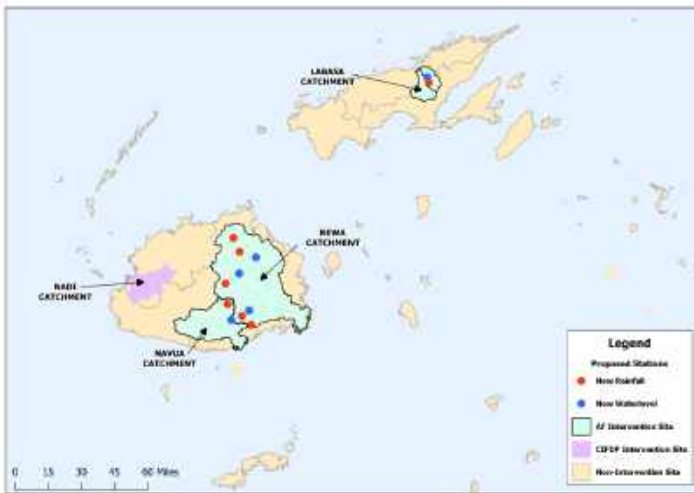 LABASA
CATCHMENT
REWA
CATCHMENT
NADI
CATCHMENT
NAVUA
CATCHMENT
Legend
Proposed Stations
New Rainfall
New Waterlevel
AF Intervention Site
CIFDP Intervention Site
Non-Intervention Site
0 15 30 60 Miles